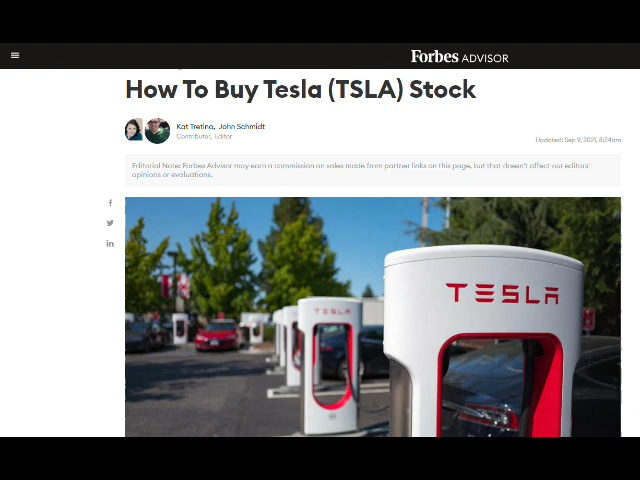 Forbes ADVISOR
How To Buy Tesla (TSLA) Stock
Kat Tretina, John Schmidt
Contributor, Editor
Updated: Sep 9, 2021, 8:24am
Editorial Note: Forbes Advisor may earn a commission on sales made from partner links on this page, but that doesn't affect our editors'
opinions or evaluations.
TESLA
TESLA